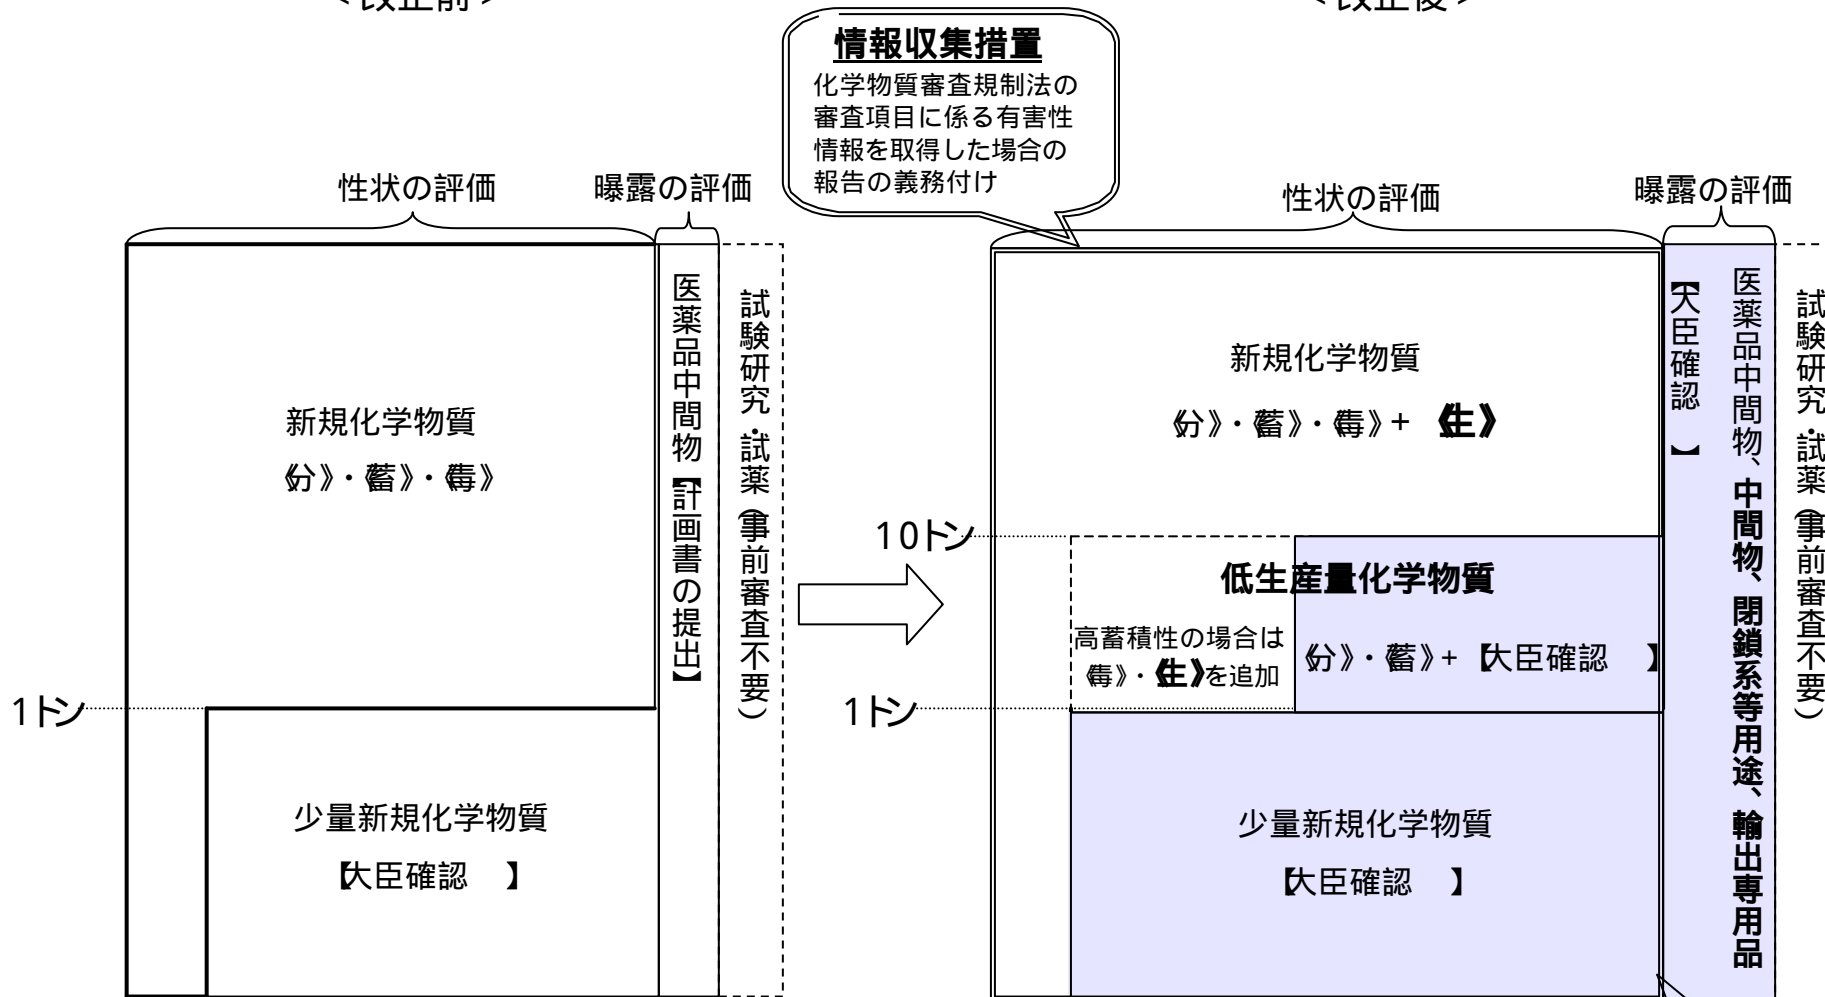 <改正前>
<改正後>
情報収集措置
化学物質審査規制法の
審査項目に係る有害性
情報を取得した場合の
報告の義務付け
性状の評価
曝露の評価
新規化学物質
《分》・《蓄》・《毒》
医薬品中間物【計画書の提出】
試験研究・試薬(事前審査不要)
1トン
少量新規化学物質
【大臣確認 】
性状の評価
曝露の評価
新規化学物質
《分》・《蓄》・《毒》+ 《生》
【大臣確認 】
医薬品中間物、中間物、閉鎖系等用途、輸出専用品
試験研究・試薬(事前審査不要)
10トン
低生産量化学物質
高蓄積性の場合は
《毒》・《生》を追加
《分》・《蓄》+【大臣確認 】
1トン
少量新規化学物質
【大臣確認 】